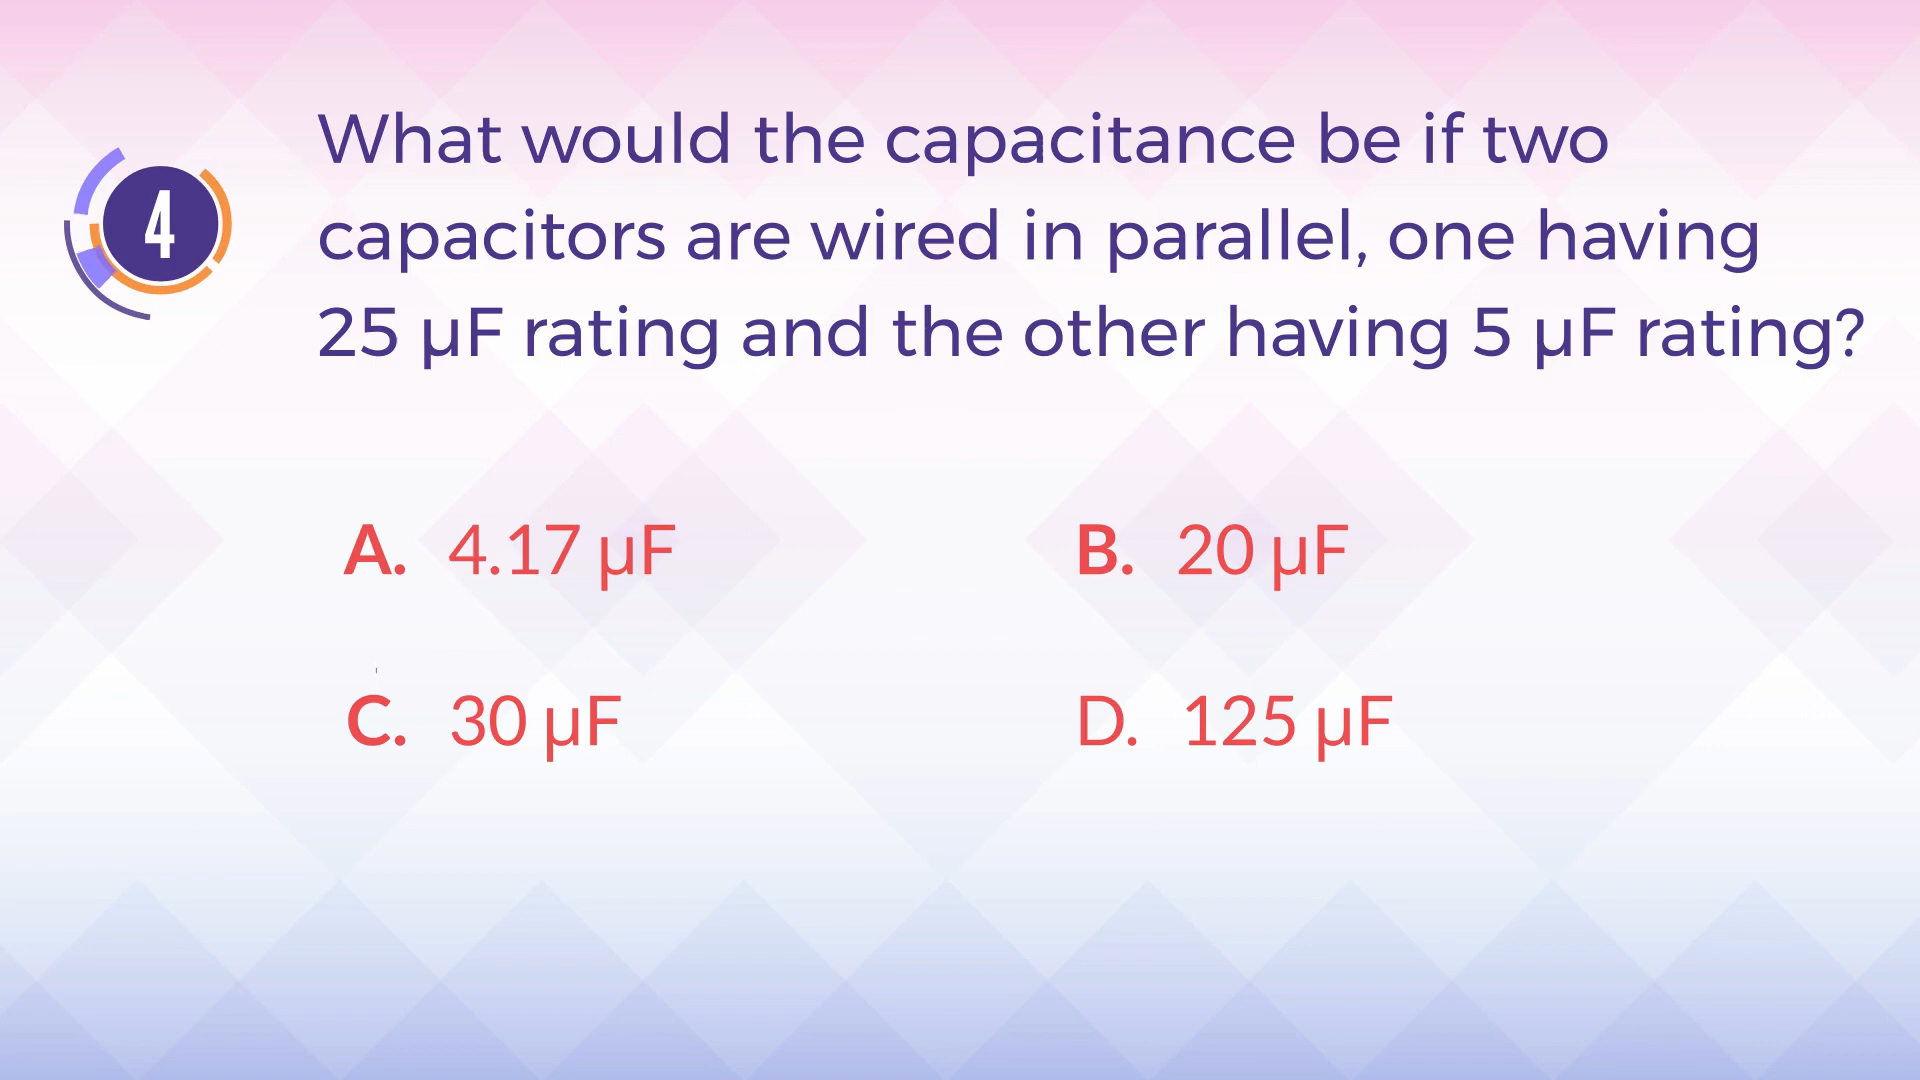 4
What would the capacitance be if two
capacitors are wired in parallel, one having
25 µF rating and the other having 5 µF rating?
A. 4.17 µF
B. 20 µF
C. 30 µF
D. 125 µF